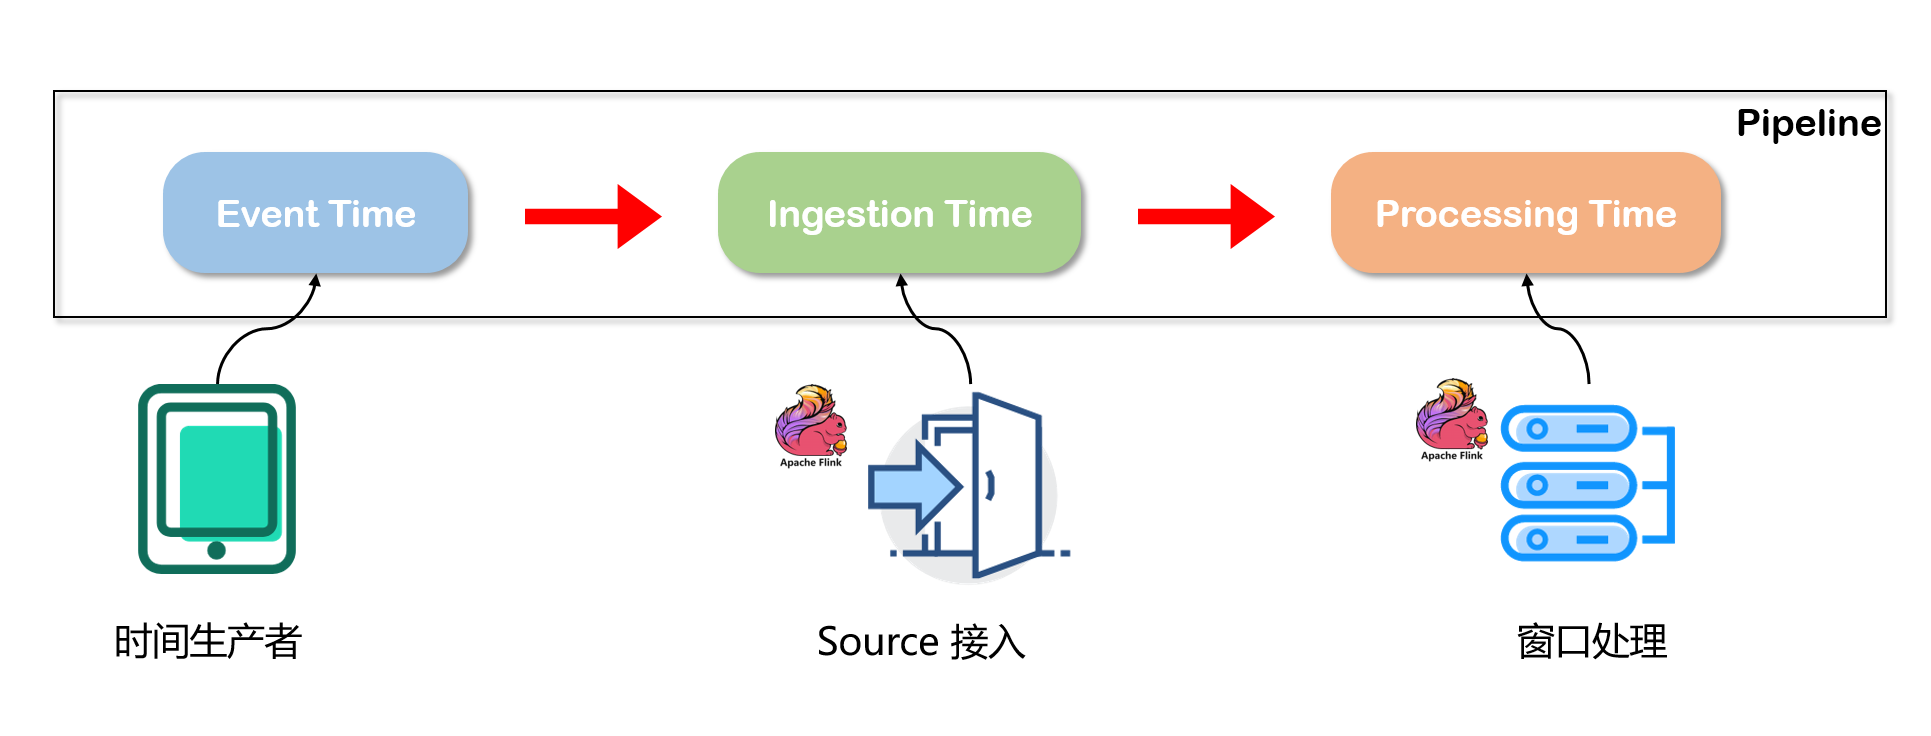 Pipeline
Event Time
Ingestion Time
Processing Time
Apache Flink
Apache Flink
时间生产者
Source 接入
窗口处理